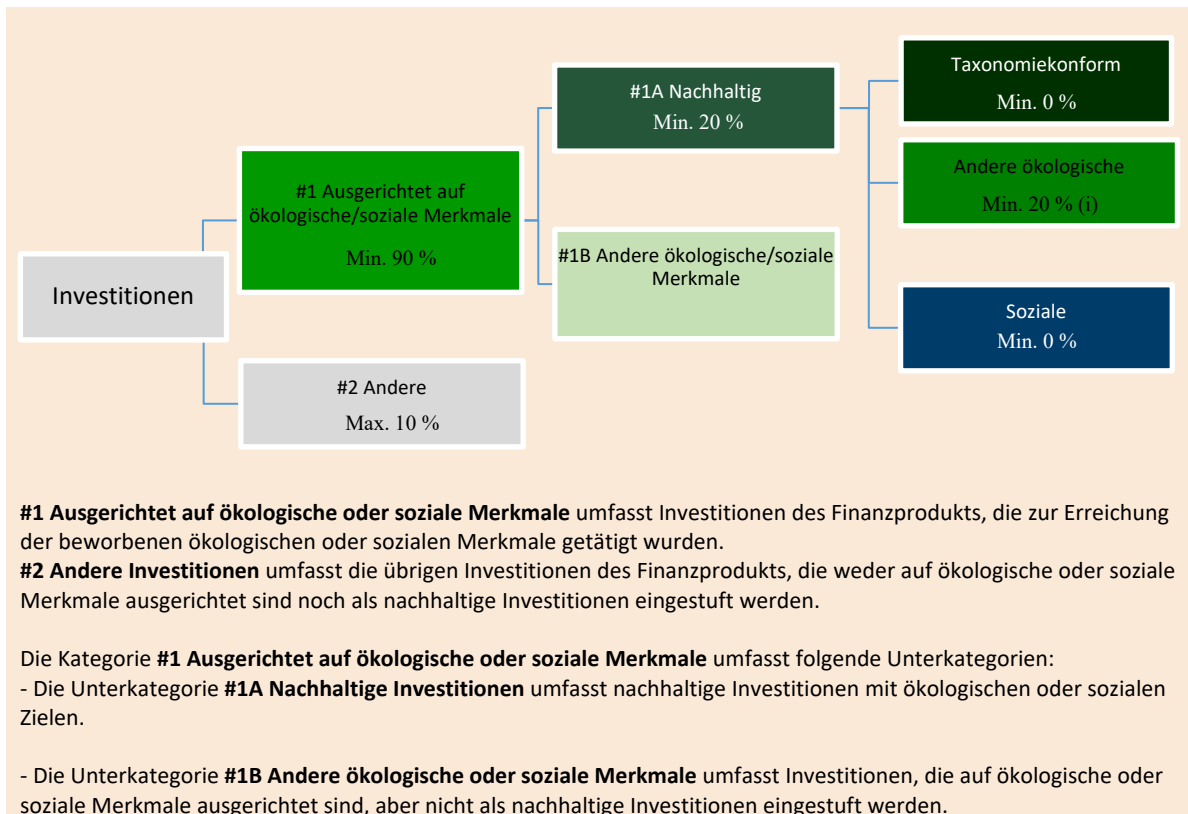 Investitionen
#1 Ausgerichtet auf
ökologische/soziale Merkmale
Min. 90 %
#2 Andere
Max. 10 %
#1A Nachhaltig
Min. 20 %
#1B Andere ökologische/soziale
Merkmale
Taxonomiekonform
Min. 0 %
Andere ökologische
Min. 20 % (i)
Soziale
Min. 0 %
#1 Ausgerichtet auf ökologische oder soziale Merkmale umfasst Investitionen des Finanzprodukts, die zur Erreichung
der beworbenen ökologischen oder sozialen Merkmale getätigt wurden.
#2 Andere Investitionen umfasst die übrigen Investitionen des Finanzprodukts, die weder auf ökologische oder soziale
Merkmale ausgerichtet sind noch als nachhaltige Investitionen eingestuft werden.
Die Kategorie #1 Ausgerichtet auf ökologische oder soziale Merkmale umfasst folgende Unterkategorien:
- Die Unterkategorie #1A Nachhaltige Investitionen umfasst nachhaltige Investitionen mit ökologischen oder sozialen
Zielen.
- Die Unterkategorie #1B Andere ökologische oder soziale Merkmale umfasst Investitionen, die auf ökologische oder
soziale Merkmale ausgerichtet sind, aber nicht als nachhaltige Investitionen eingestuft werden.